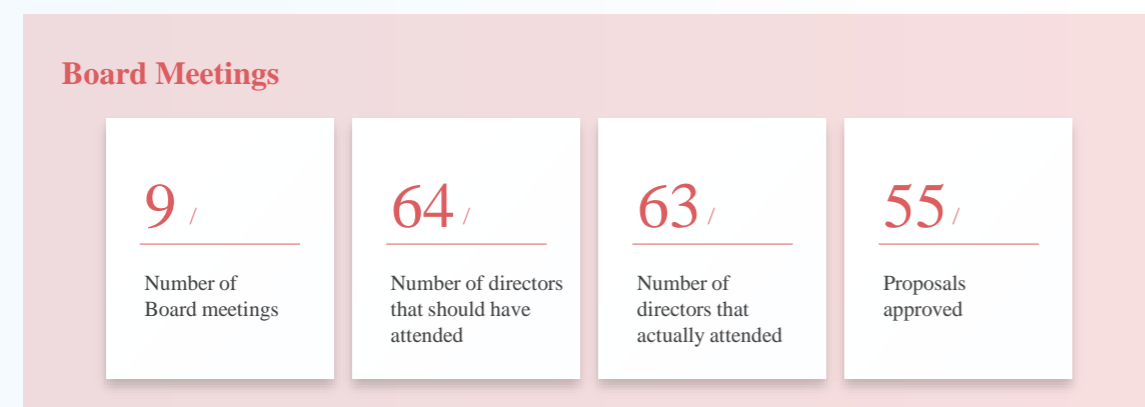 Board Meetings
9 /
Number of
Board meetings
64 /
Number of directors
that should have
attended
63 /
Number of
directors that
actually attended
55 /
Proposals
approved